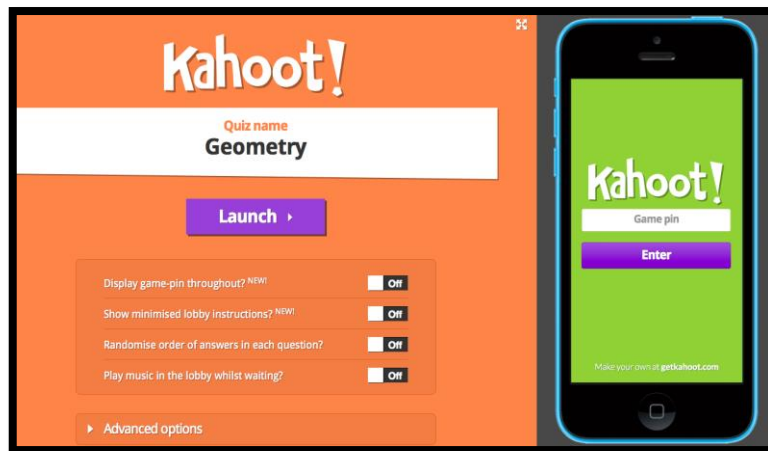 Kahoot!
Quiz name
Geometry
Launch
Display game-pin throughout? NEW!
Off
Show minimised lobby instructions? NEW!
Off
Randomise order of answers in each question?
Off
Play music in the lobby whilst waiting?
Off
Advanced options
Kahoot!
Game pin
Enter
Make your own at getkahoot.com